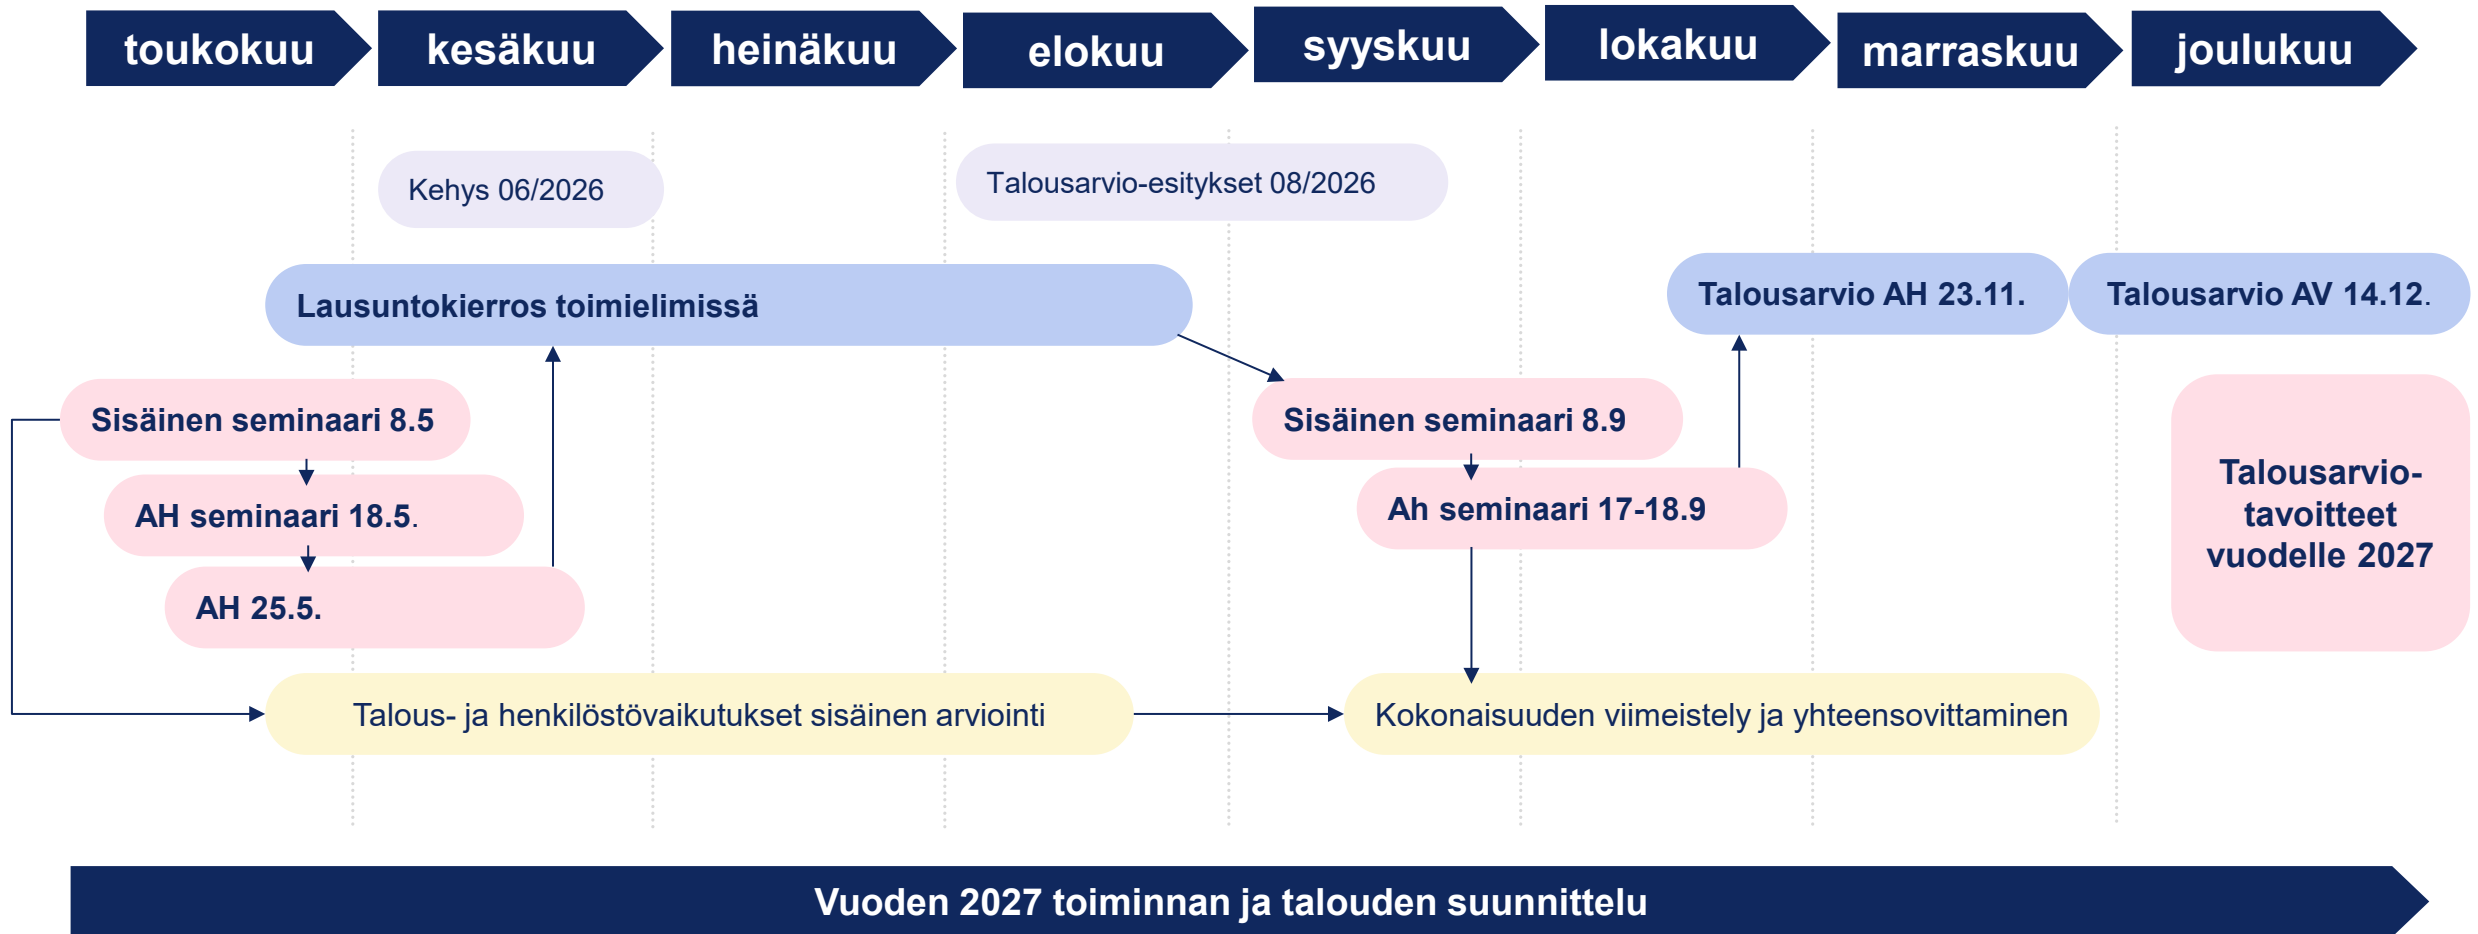 toukokuu
kesäkuu
heinäkuu
elokuu
syyskuu
lokakuu
marraskuu
joulukuu
Kehys 06/2026
Talousarvio-esitykset 08/2026
Lausuntokierros toimielimissä
Talousarvio AH 23.11.
Talousarvio AV 14.12.
Sisäinen seminaari 8.5
AH seminaari 18.5.
AH 25.5.
Sisäinen seminaari 8.9
Ah seminaari 17-18.9
Talousarvio-
tavoitteet
vuodelle 2027
Talous- ja henkilöstövaikutukset sisäinen arviointi
Kokonaisuuden viimeistely ja yhteensovittaminen
Vuoden 2027 toiminnan ja talouden suunnittelu